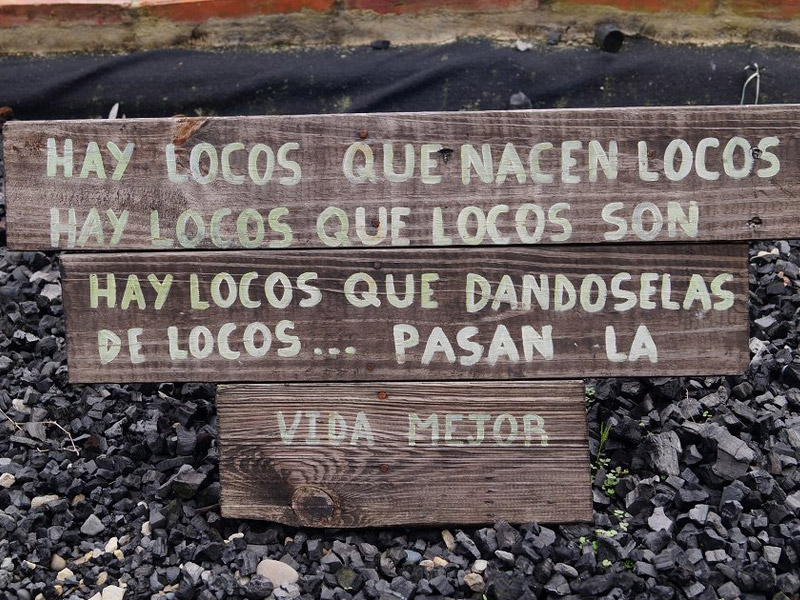 HAY LOCOS QUE NACEN LOCOS
HAY LOCOS QUE LOCOS SON
HAY LOCOS QUE DANDOSELAS
DE LOCOS... PASAN LA
VIDA MEJOR